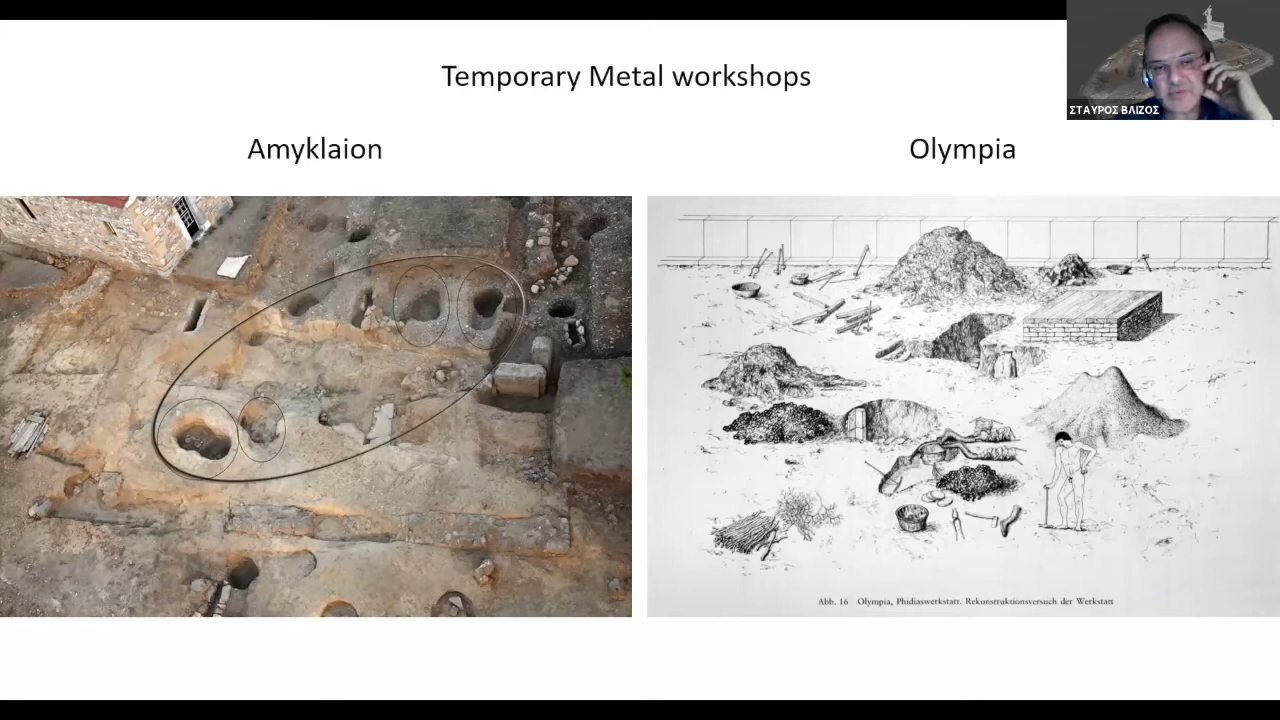 Temporary Metal workshops
ΣΤΑΥΡΟΣ ΒΛΙΖΟΣ
Amyklaion
Olympia
Abb. 16 Olympia, Phidiaswerkstatt. Rekonstruktionsversuch der Werkstatt